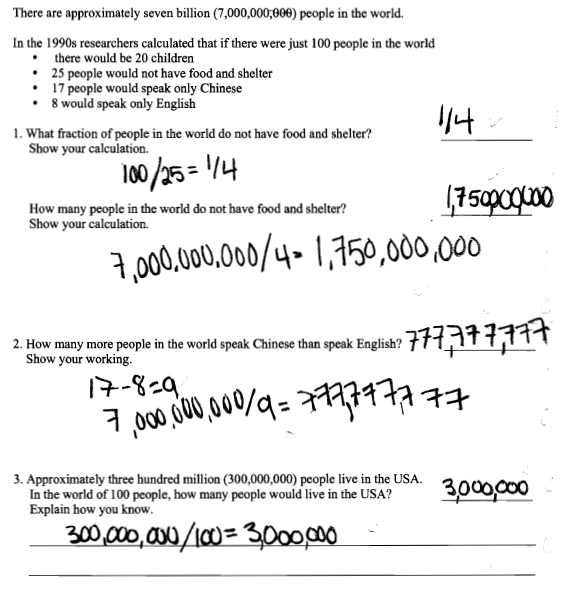 There are approximately seven billion (7,000,000,000) people in the world.
In the 1990s researchers calculated that if there were just 100 people in the world
• there would be 20 children
• 25 people would not have food and shelter
• 17 people would speak only Chinese
• 8 would speak only English
1. What fraction of people in the world do not have food and shelter? 1/4
Show your calculation.
100/25 = 1/4
1,750,000,000
How many people in the world do not have food and shelter?
Show your calculation.
7,000,000,000/4 = 1,750,000,000
2. How many more people in the world speak Chinese than speak English? 777,777,777
Show your working.
17-8=9
7,000,000,000/9 = 777,777,777
3. Approximately three hundred million (300,000,000) people live in the USA. 3,000,000
In the world of 100 people, how many people would live in the USA?
Explain how you know.
300,000,000/100 = 3,000,000